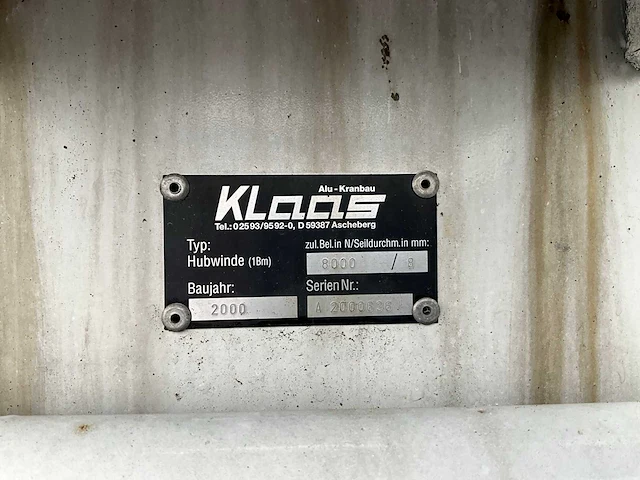 Alu-Kranbau
KLaas
Tel.: 02593/9592-0, D 59387 Ascheberg
Typ:
Hubwinde (1Bm)
zul.Bel.in N/Seildurchm.in mm:
8000 / 8
Baujahr:
2000
Serien Nr.: